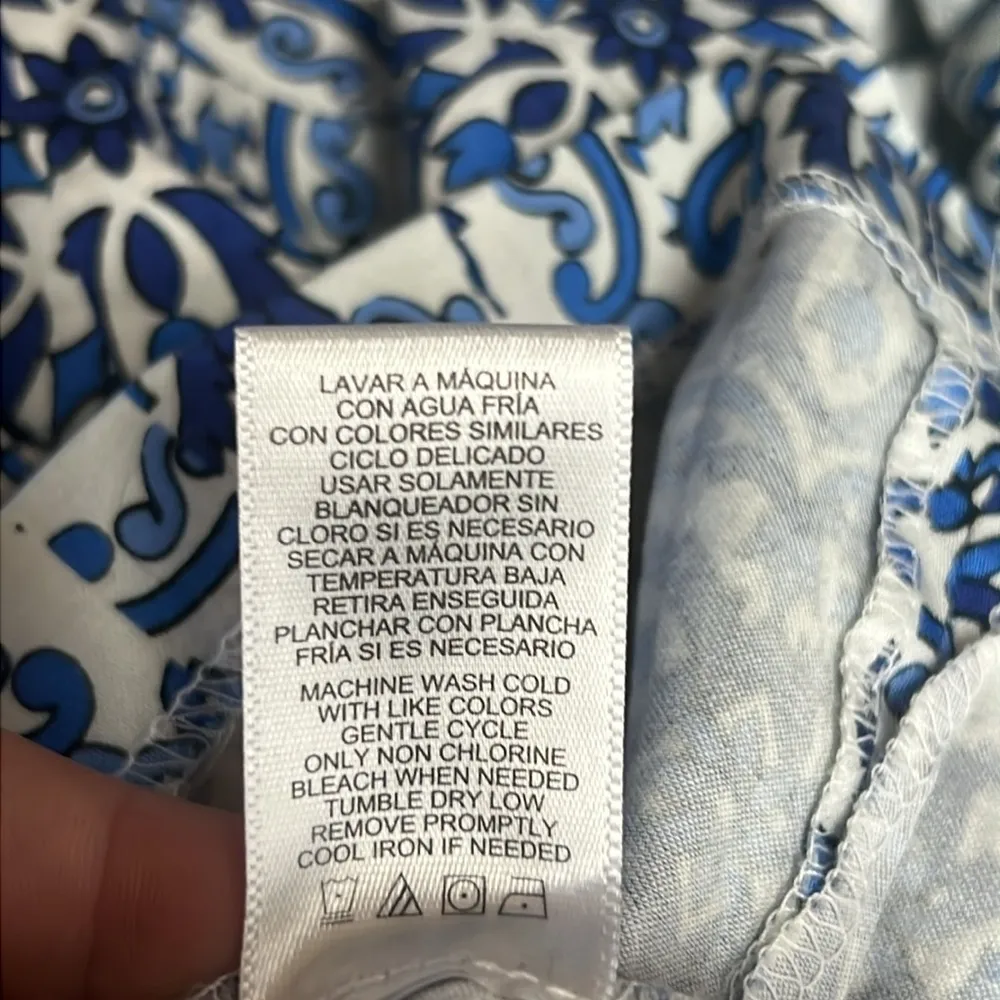 LAVAR A MÁQUINA
CON AGUA FRÍA
CON COLORES SIMILARES
CICLO DELICADO
USAR SOLAMENTE
BLANQUEADOR SIN
CLORO SI ES NECESARIO
SECAR A MÁQUINA CON
TEMPERATURA BAJA
RETIRA ENSEGUIDA
PLANCHAR CON PLANCHA
FRÍA SI ES NECESARIO
MACHINE WASH COLD
WITH LIKE COLORS
GENTLE CYCLE
ONLY NON CHLORINE
BLEACH WHEN NEEDED
TUMBLE DRY LOW
REMOVE PROMPTLY
COOL IRON IF NEEDED